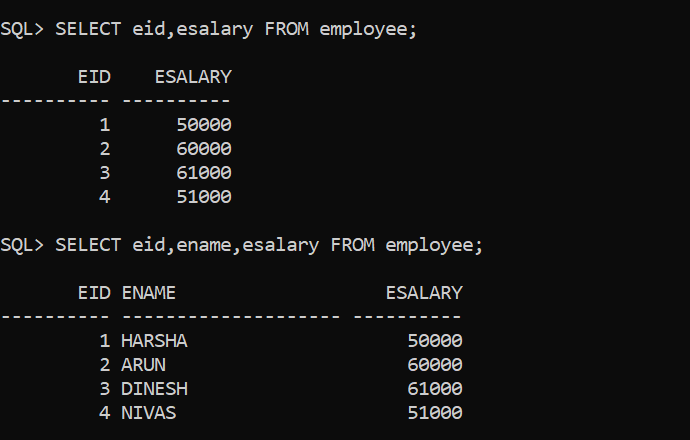 SQL> SELECT eid,esalary FROM employee;
       EID    ESALARY
---------- ----------
         1      50000
         2      60000
         3      61000
         4      51000
SQL> SELECT eid,ename,esalary FROM employee;
       EID ENAME                   ESALARY
---------- -------------------- ----------
         1 HARSHA                    50000
         2 ARUN                      60000
         3 DINESH                    61000
         4 NIVAS                     51000